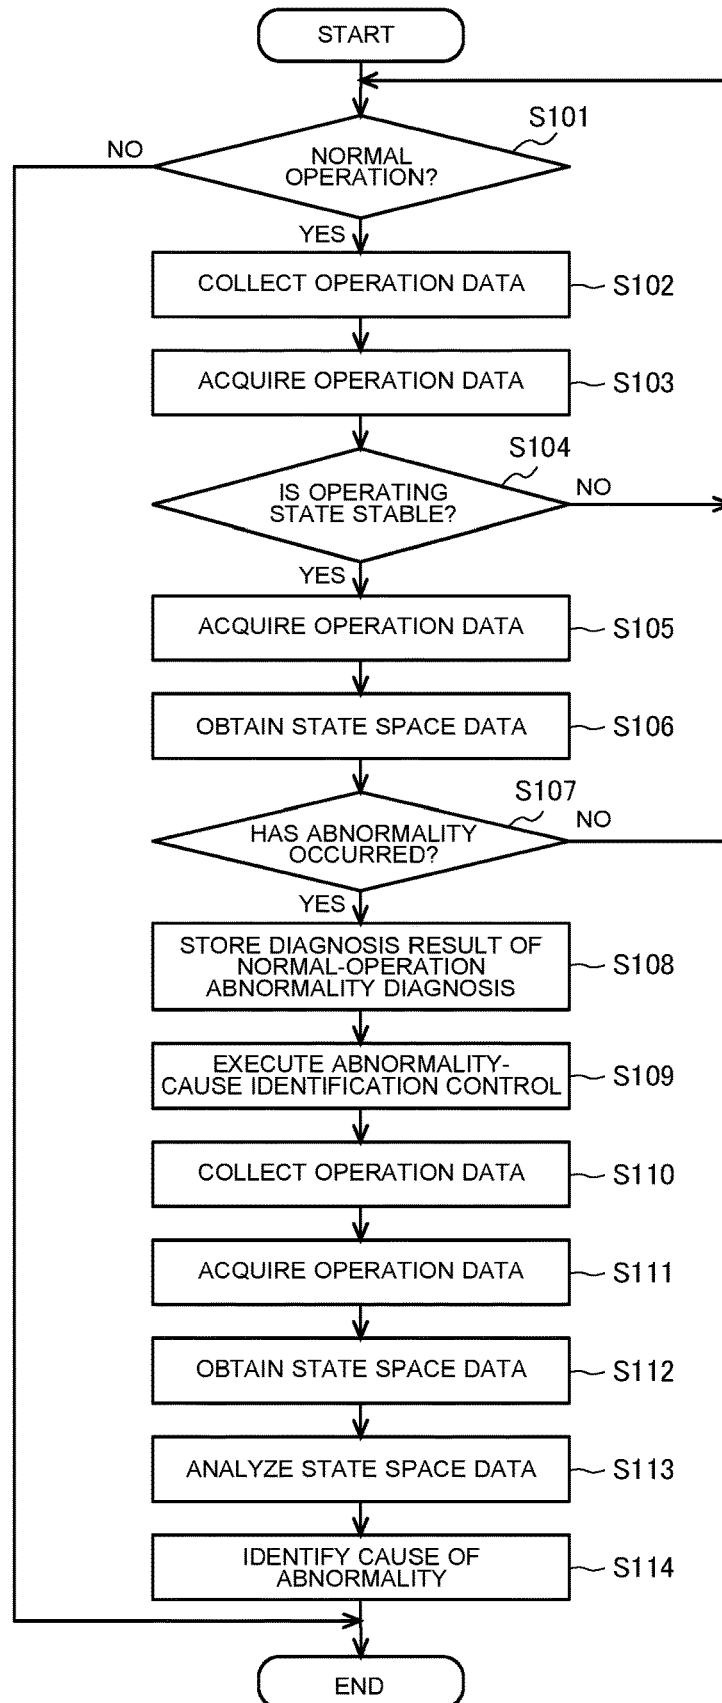 START
S101
NO
NORMAL
OPERATION?
YES
COLLECT OPERATION DATA
S102
ACQUIRE OPERATION DATA
S103
S104
IS OPERATING
STATE STABLE?
NO
YES
ACQUIRE OPERATION DATA
S105
OBTAIN STATE SPACE DATA
S106
S107
HAS ABNORMALITY
OCCURRED?
NO
YES
STORE DIAGNOSIS RESULT OF
NORMAL-OPERATION
ABNORMALITY DIAGNOSIS
S108
EXECUTE ABNORMALITY-
CAUSE IDENTIFICATION CONTROL
S109
COLLECT OPERATION DATA
S110
ACQUIRE OPERATION DATA
S111
OBTAIN STATE SPACE DATA
S112
ANALYZE STATE SPACE DATA
S113
IDENTIFY CAUSE OF
ABNORMALITY
S114
END